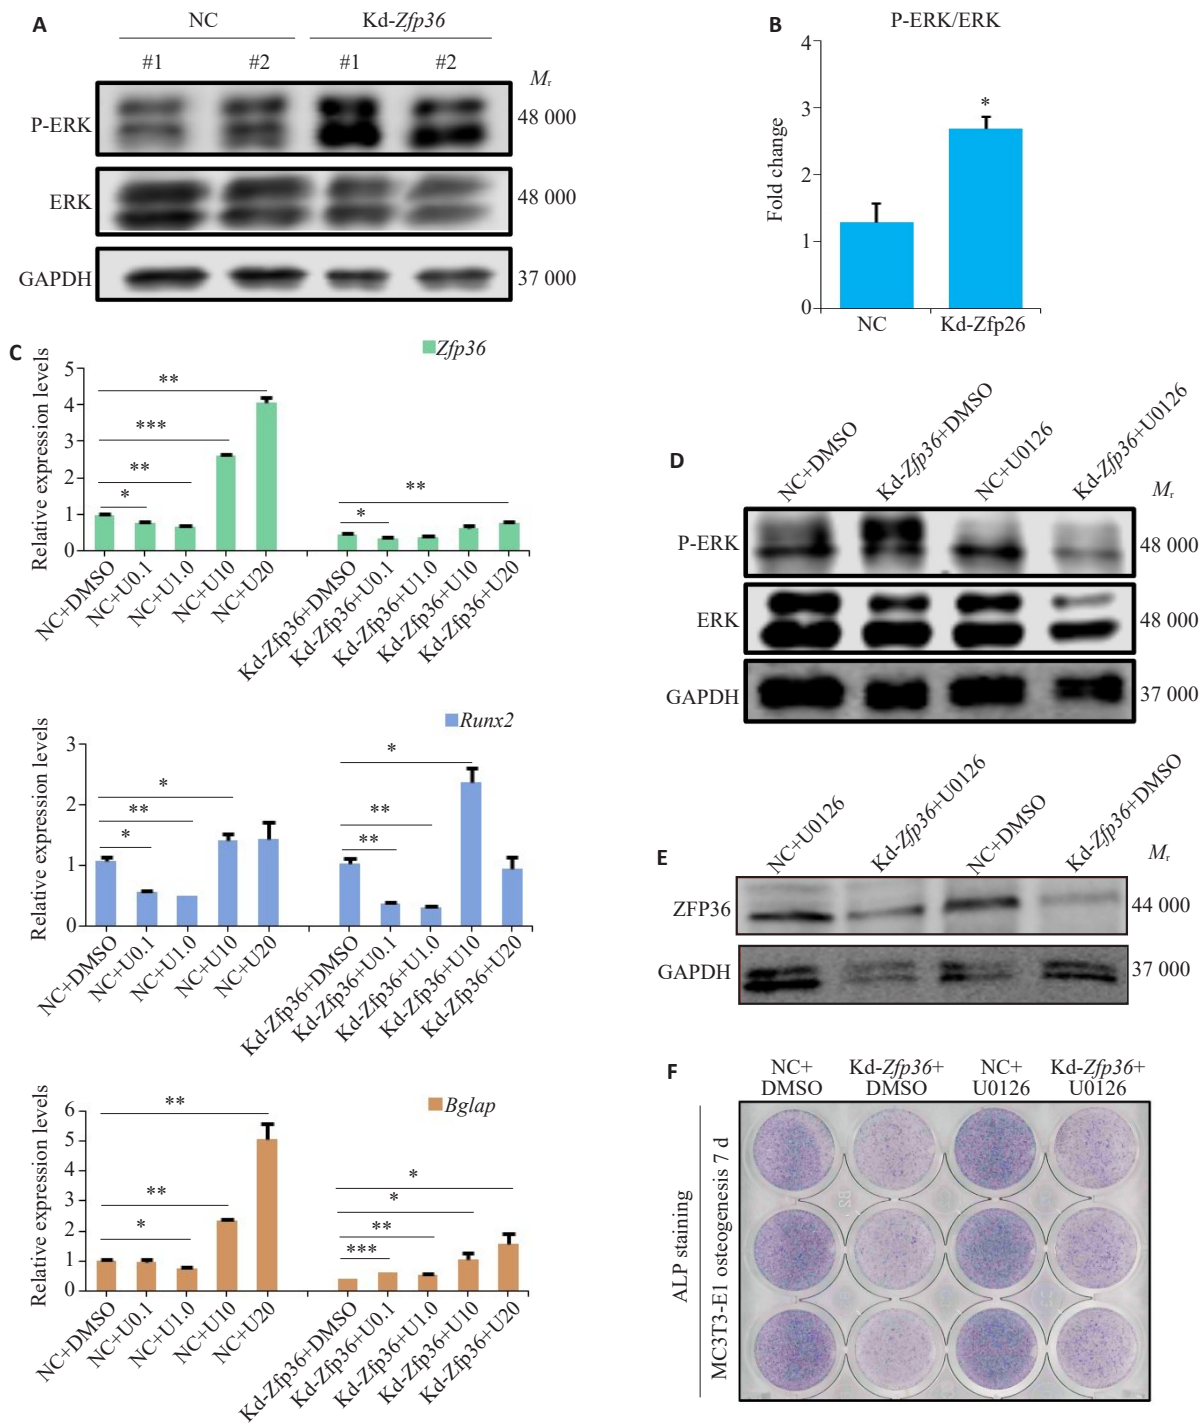 A
NC Kd-Zfp36
#1 #2 #1 #2
Mr
P-ERK 48 000
ERK 48 000
GAPDH 37 000
B
P-ERK/ERK
Fold change
4
3
2
1
0
*
NC Kd-Zfp26
C
Zfp36
Relative expression levels
5
4
3
2
1
0
**
***
**
*
**
*
NC+DMSO
NC+U0.1
NC+U1.0
NC+U10
NC+U20
Kd-Zfp36+DMSO
Kd-Zfp36+U0.1
Kd-Zfp36+U1.0
Kd-Zfp36+U10
Kd-Zfp36+U20
Runx2
Relative expression levels
3
2
1
0
*
**
*
*
**
**
NC+DMSO
NC+U0.1
NC+U1.0
NC+U10
NC+U20
Kd-Zfp36+DMSO
Kd-Zfp36+U0.1
Kd-Zfp36+U1.0
Kd-Zfp36+U10
Kd-Zfp36+U20
Bglap
Relative expression levels
6
5
4
3
2
1
0
**
**
*
*
*
**
***
NC+DMSO
NC+U0.1
NC+U1.0
NC+U10
NC+U20
Kd-Zfp36+DMSO
Kd-Zfp36+U0.1
Kd-Zfp36+U1.0
Kd-Zfp36+U10
Kd-Zfp36+U20
D
NC+DMSO
Kd-Zfp36+DMSO
NC+U0126
Kd-Zfp36+U0126
Mr
P-ERK 48 000
ERK 48 000
GAPDH 37 000
E
NC+U0126
Kd-Zfp36+U0126
NC+DMSO
Kd-Zfp36+DMSO
Mr
ZFP36 44 000
GAPDH 37 000
F
NC+ Kd-Zfp36+ NC+ Kd-Zfp36+
DMSO DMSO U0126 U0126
ALP staining
MC3T3-E1 osteogenesis 7 d